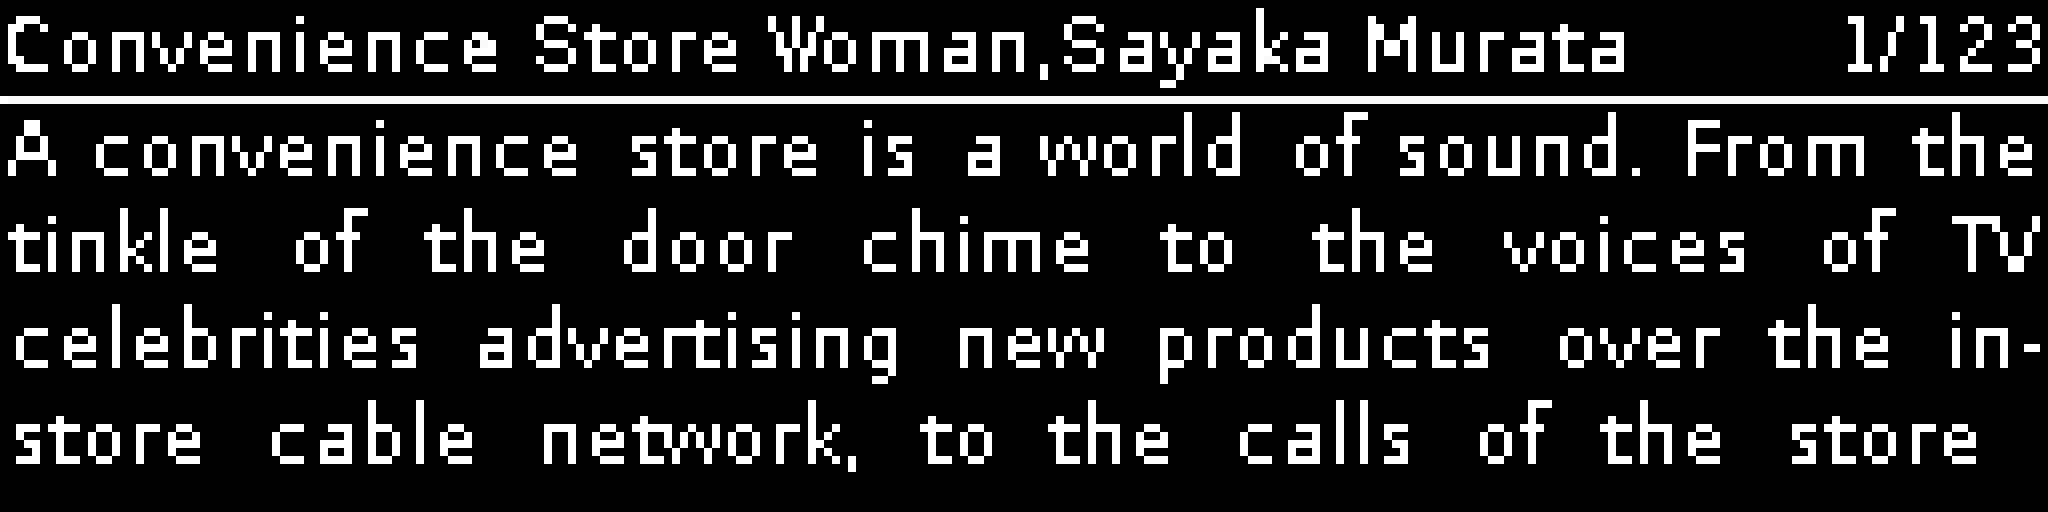 Convenience Store Woman,Sayaka Murata 1/123
A convenience store is a world of sound. From the
tinkle of the door chime to the voices of TV
celebrities advertising new products over the in-
store cable network, to the calls of the store